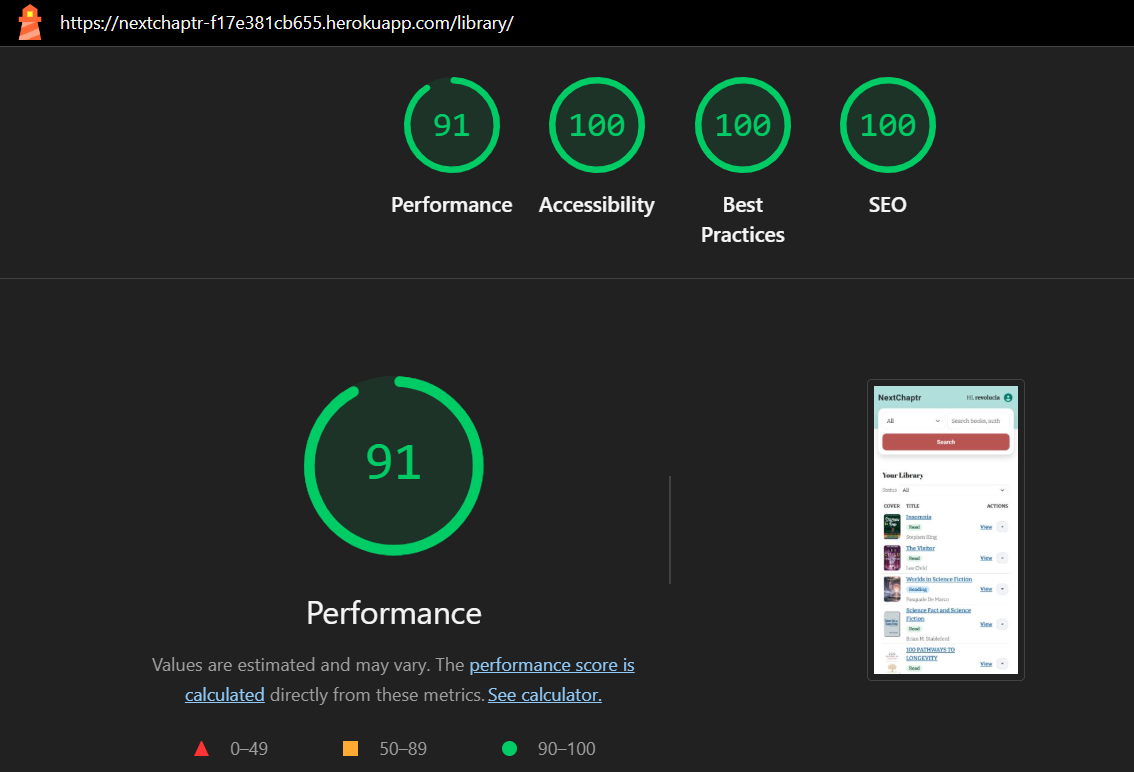 https://nextchaptr-f17e381cb655.herokuapp.com/library/
91
100
100
100
Performance
Accessibility
Best
Practices
SEO
91
Performance
Values are estimated and may vary. The performance score is
calculated directly from these metrics. See calculator.
0–49
50–89
90–100
NextChaptr
Hi, revolucia
All
Search books, auth
Search
Your Library
Status All
COVER TITLE ACTIONS
Insomnia
Read
View
Stephen King
The Visitor
Read
View
Lee Child
Worlds in Science Fiction
Reading
View
Pasquale De Marco
Science Fact and Science
Fiction
Read
View
Brian M. Stableford
100 PATHWAYS TO
LONGEVITY
Read
View